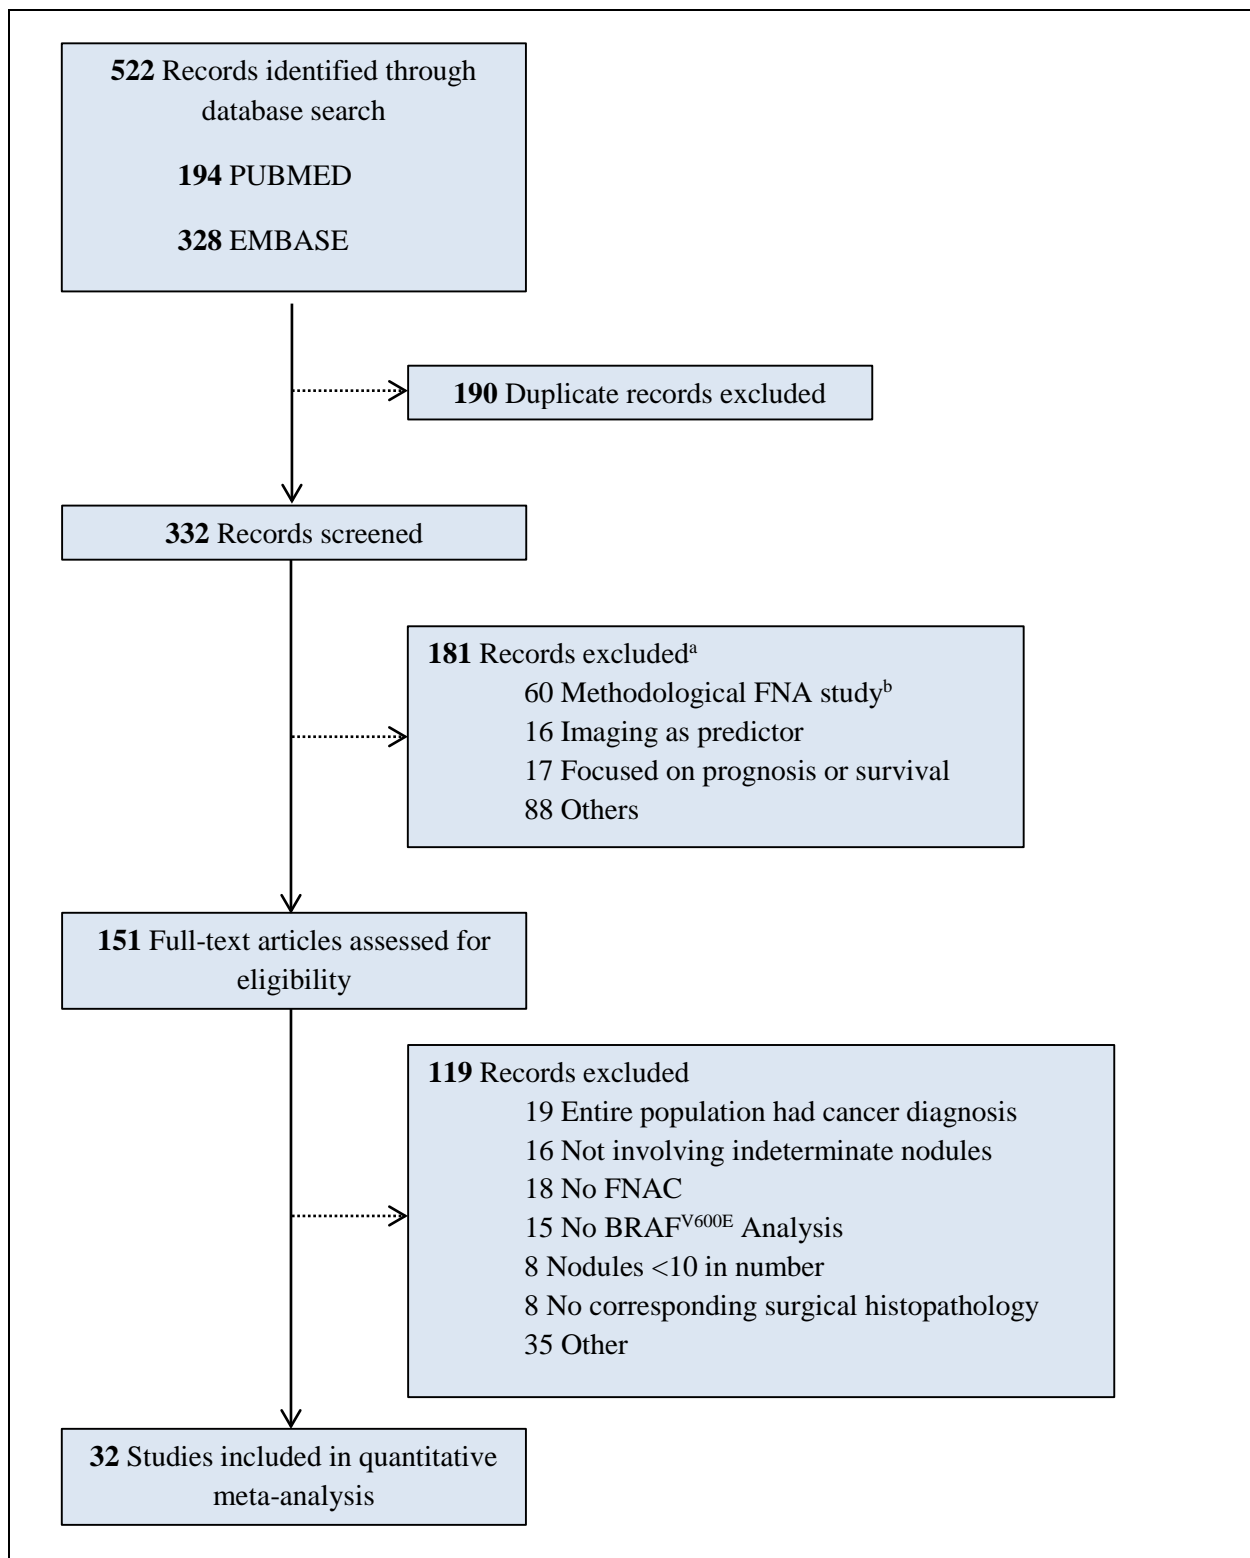 522 Records identified through
database search
194 PUBMED
328 EMBASE
190 Duplicate records excluded
332 Records screened
181 Records excludedᵃ
60 Methodological FNA studyᵇ
16 Imaging as predictor
17 Focused on prognosis or survival
88 Others
151 Full-text articles assessed for
eligibility
119 Records excluded
19 Entire population had cancer diagnosis
16 Not involving indeterminate nodules
18 No FNAC
15 No BRAFV600E Analysis
8 Nodules <10 in number
8 No corresponding surgical histopathology
35 Other
32 Studies included in quantitative
meta-analysis